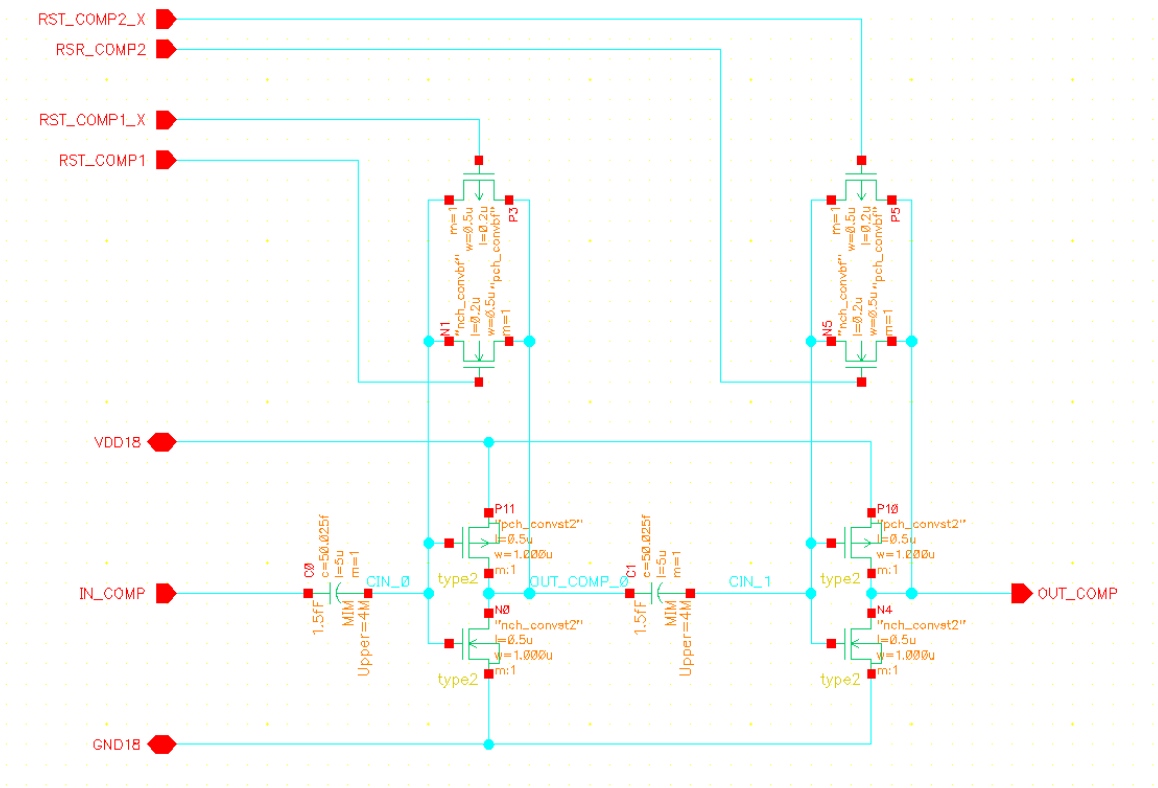 RST_COMP2_X
RSR_COMP2
RST_COMP1_X
RST_COMP1
m=1
w=0.5u
l=0.2u
"pch_convbf"
P3
N1
"nch_convbf"
l=0.2u
w=0.5u
m=1
m=1
w=0.5u
l=0.2u
"pch_convbf"
P5
N5
"nch_convbf"
l=0.2u
w=0.5u
m=1
VDD18
P11
"pch_convst2"
l=0.5u
w=1.000u
m:1
type2
P10
"pch_convst2"
l=0.5u
w=1.000u
m:1
type2
C0
c=50.025f
l=5u
m=1
1.5fF
MIM
Upper=4M
C1
c=50.025f
l=5u
m=1
1.5fF
MIM
Upper=4M
IN_COMP
CIN_0
OUT_COMP_0
CIN_1
OUT_COMP
N0
"nch_convst2"
l=0.5u
w=1.000u
m:1
type2
N4
"nch_convst2"
l=0.5u
w=1.000u
m:1
type2
GND18